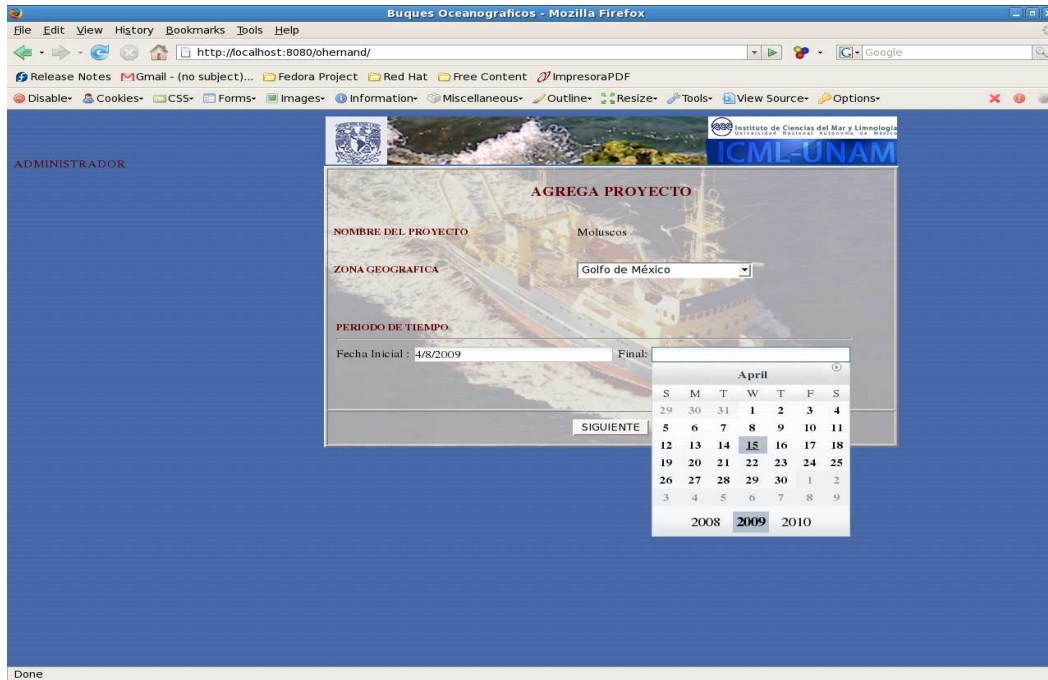 Buques Oceanograficos - Mozilla Firefox
File Edit View History Bookmarks Tools Help
http://localhost:8080/ohernand/
G Google
Release Notes Gmail - (no subject)... Fedora Project Red Hat Free Content ImpresoraPDF
Disable Cookies CSS Forms Images Information Miscellaneous Outline Resize Tools View Source Options
Instituto de Ciencias del Mar y Limnología
Universidad Nacional Autónoma de México
ICML-UNAM
ADMINISTRADOR
AGREGA PROYECTO
NOMBRE DEL PROYECTO Moluscos
ZONA GEOGRAFICA Golfo de México
PERIODO DE TIEMPO
Fecha Inicial : 4/8/2009 Final:
April
S M T W T F S
29 30 31 1 2 3 4
5 6 7 8 9 10 11
12 13 14 15 16 17 18
19 20 21 22 23 24 25
26 27 28 29 30 1 2
3 4 5 6 7 8 9
2008 2009 2010
SIGUIENTE
Done